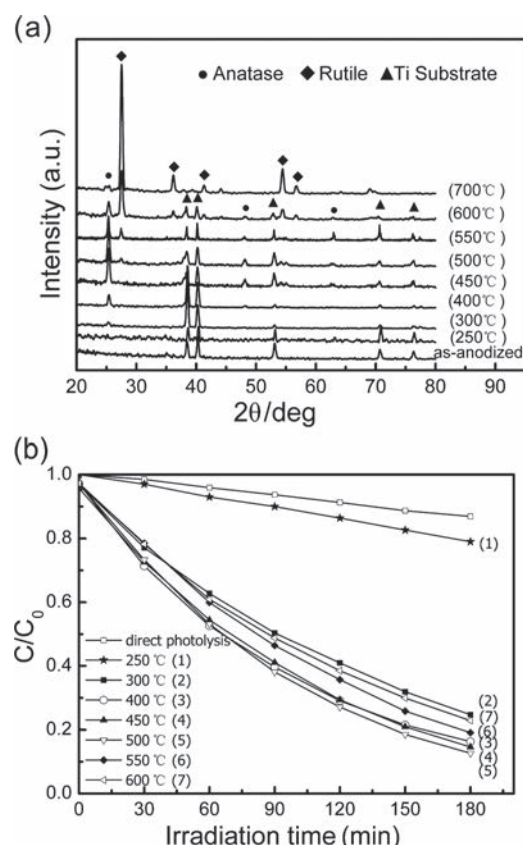 (a)
● Anatase ◆ Rutile ▲ Ti Substrate
Intensity (a.u.)
(700℃)
(600℃)
(550℃)
(500℃)
(450℃)
(400℃)
(300℃)
(250℃)
as-anodized
20 30 40 50 60 70 80 90
2θ/deg
(b)
1.0
0.8
0.6
0.4
0.2
0.0
C/C0
(1)
direct photolysis
250 ℃ (1)
300 ℃ (2)
400 ℃ (3)
450 ℃ (4)
500 ℃ (5)
550 ℃ (6)
600 ℃ (7)
(2)
(7)
(6)
(3)
(4)
(5)
0 30 60 90 120 150 180
Irradiation time (min)